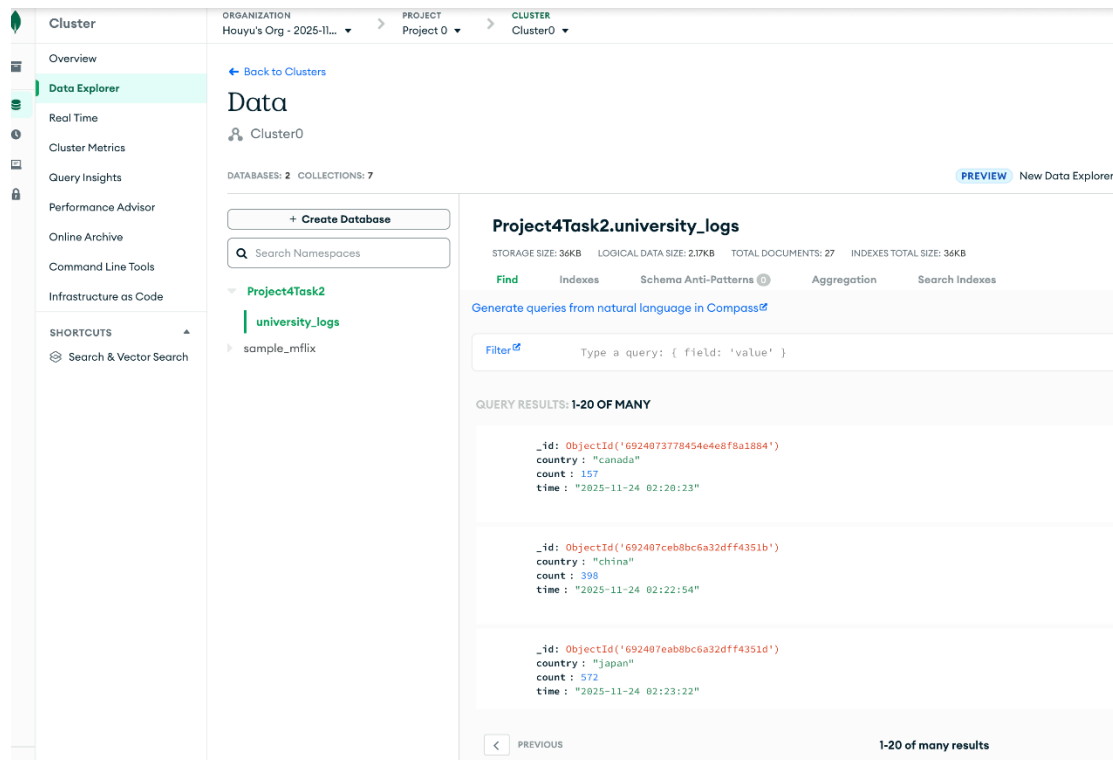 Cluster
ORGANIZATION
Houyu's Org - 2025-11...
PROJECT
Project 0
CLUSTER
Cluster0
Overview
Data Explorer
Real Time
Cluster Metrics
Query Insights
Performance Advisor
Online Archive
Command Line Tools
Infrastructure as Code
SHORTCUTS
Search & Vector Search
← Back to Clusters
Data
Cluster0
DATABASES: 2 COLLECTIONS: 7
PREVIEW New Data Explorer
+ Create Database
Search Namespaces
Project4Task2
university_logs
sample_mflix
Project4Task2.university_logs
STORAGE SIZE: 36KB LOGICAL DATA SIZE: 2.17KB TOTAL DOCUMENTS: 27 INDEXES TOTAL SIZE: 36KB
Find Indexes Schema Anti-Patterns 0 Aggregation Search Indexes
Generate queries from natural language in Compass
Filter Type a query: { field: 'value' }
QUERY RESULTS: 1-20 OF MANY
_id: ObjectId('6924073778454e4e8f8a1884')
country : "canada"
count : 157
time : "2025-11-24 02:20:23"
_id: ObjectId('692407ceb8bc6a32dff4351b')
country : "china"
count : 398
time : "2025-11-24 02:22:54"
_id: ObjectId('692407eab8bc6a32dff4351d')
country : "japan"
count : 572
time : "2025-11-24 02:23:22"
PREVIOUS
1-20 of many results